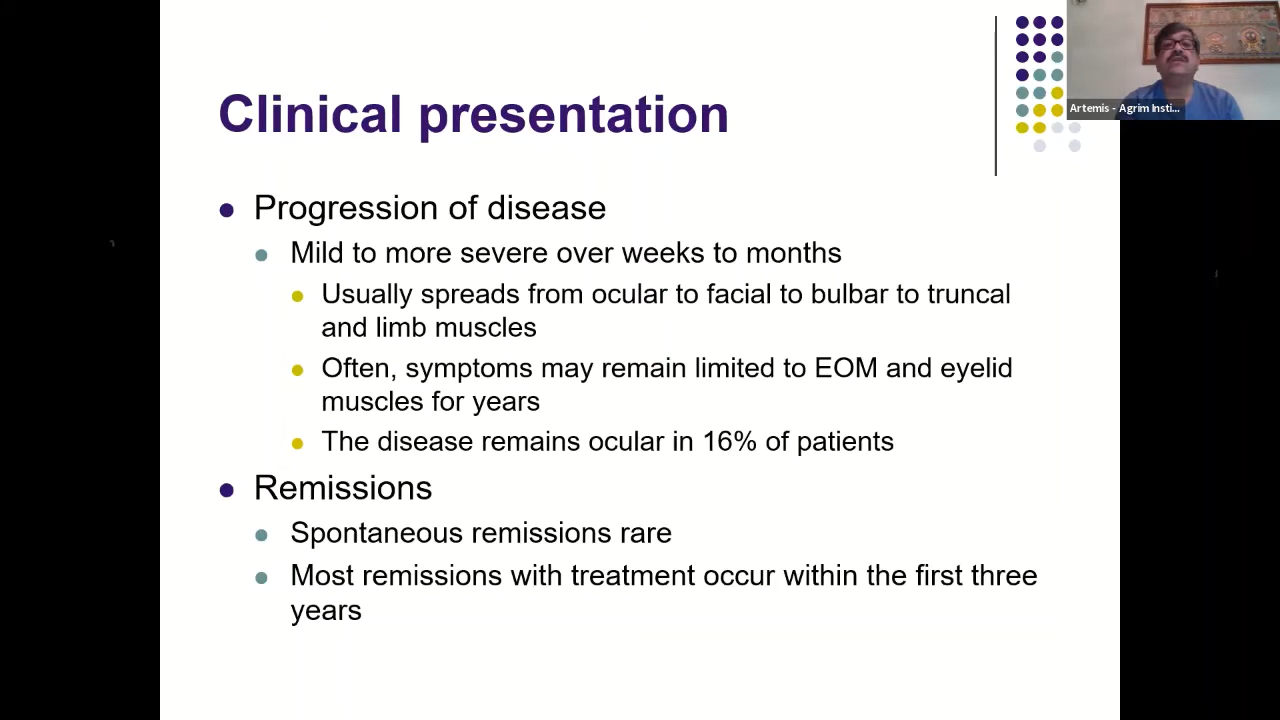 Clinical presentation
Artemis - Agrim Insti...
Progression of disease
Mild to more severe over weeks to months
Usually spreads from ocular to facial to bulbar to truncal
and limb muscles
Often, symptoms may remain limited to EOM and eyelid
muscles for years
The disease remains ocular in 16% of patients
Remissions
Spontaneous remissions rare
Most remissions with treatment occur within the first three
years